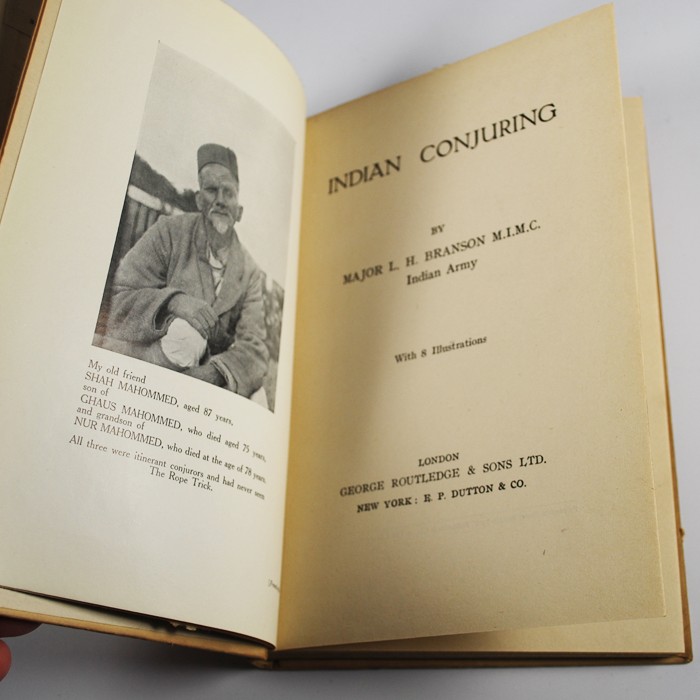 My old friend
SHAH MAHOMMED, aged 87 years,
son of
GHAUS MAHOMMED, who died aged 75 years,
and grandson of
NUR MAHOMMED, who died at the age of 78 years.
All three were itinerant conjurors and had never seen
The Rope Trick.
INDIAN CONJURING
BY
MAJOR L. H. BRANSON M.I.M.C.
Indian Army
With 8 Illustrations
LONDON
GEORGE ROUTLEDGE & SONS LTD.
NEW YORK: E. P. DUTTON & CO.